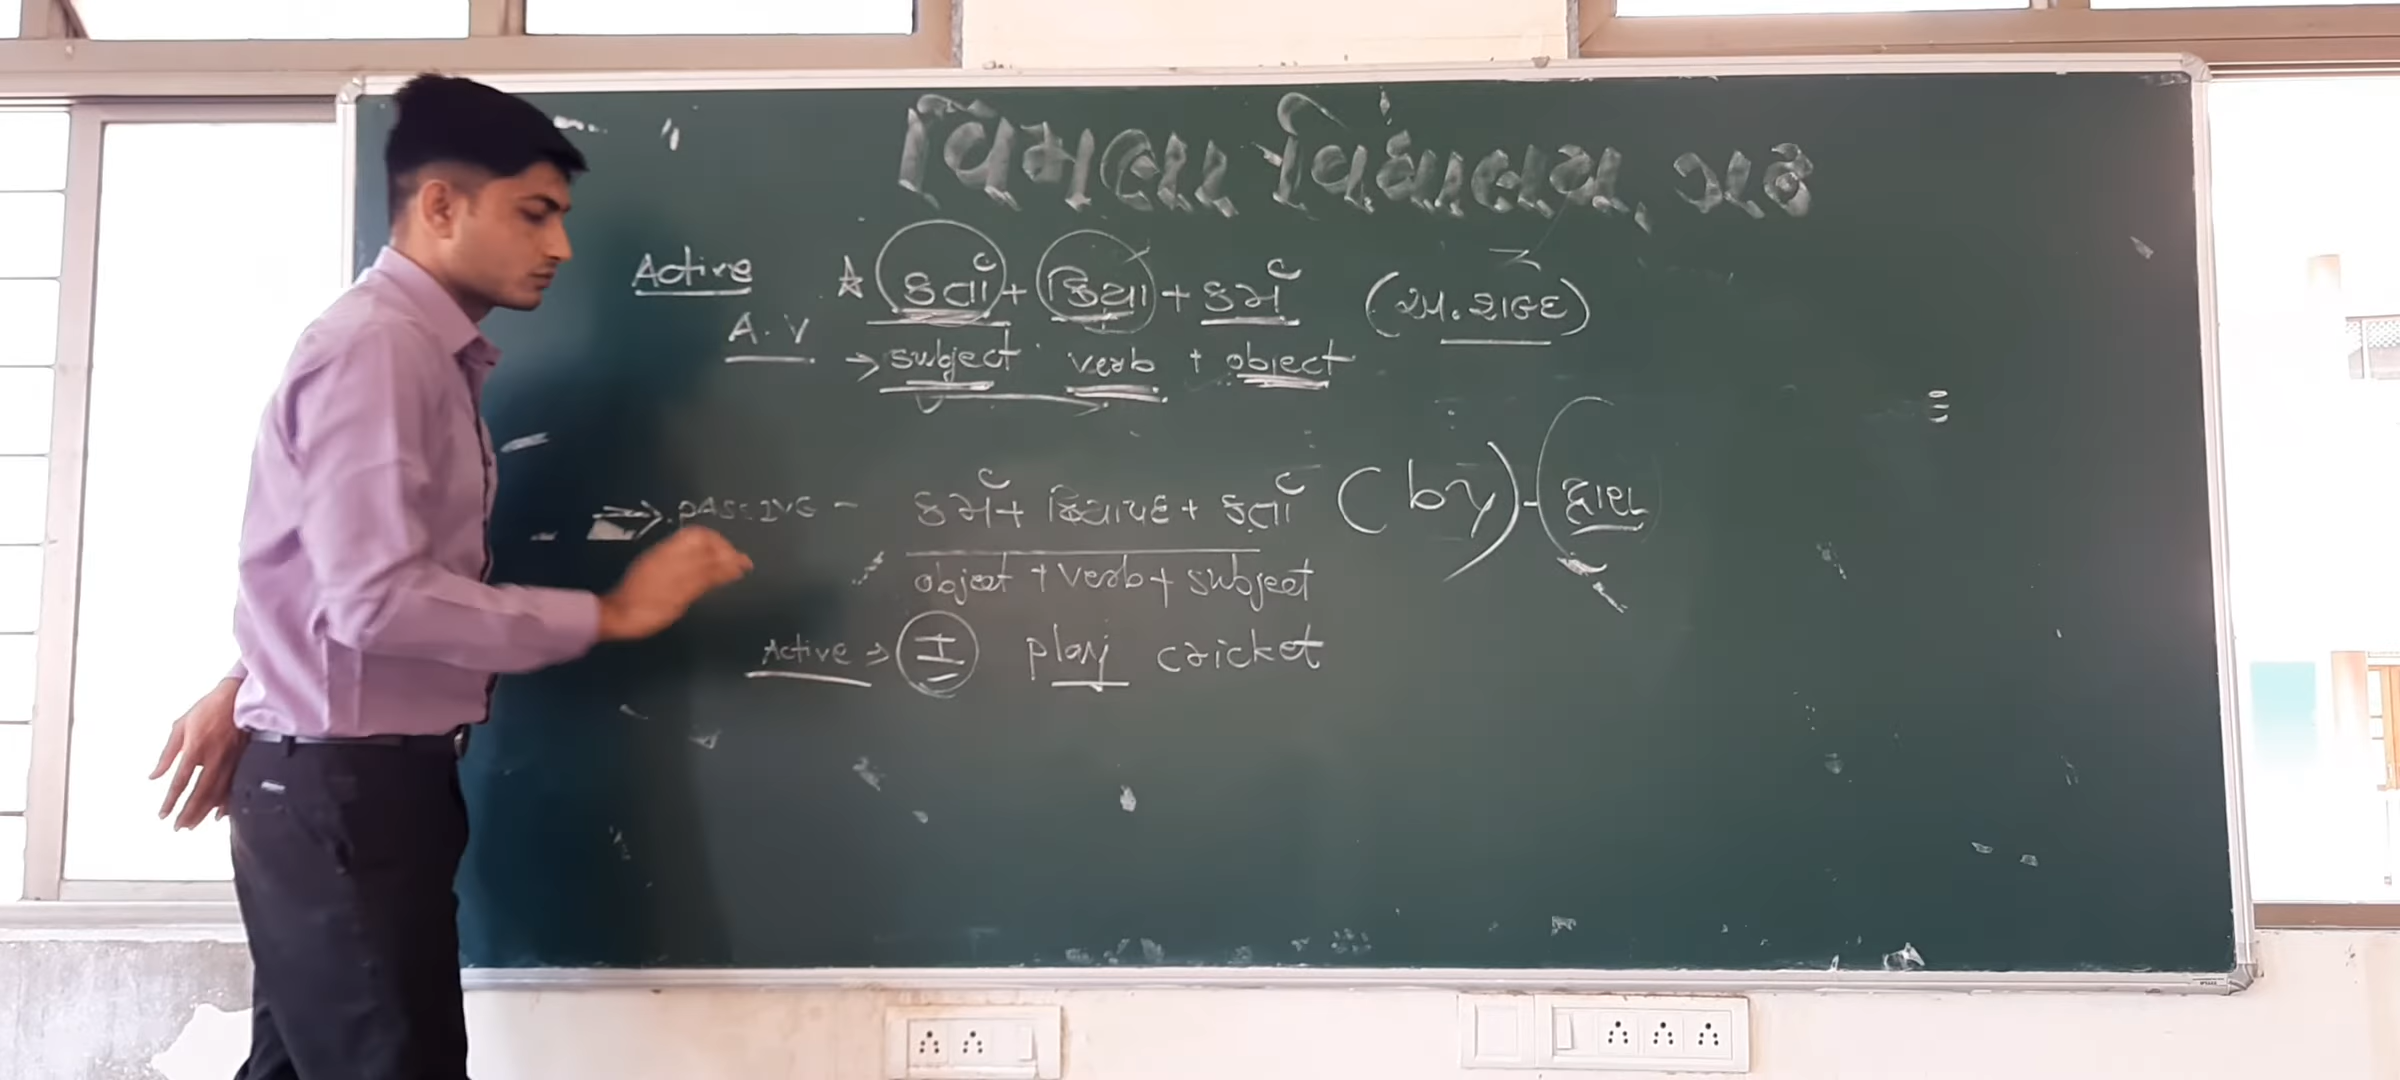 વિમલા વિદ્યાલય, ગઢ
Active ☆ કર્તા + ક્રિયા + કર્મ (અ. શબ્દ)
A.V → subject verb + object
→ PASSIVE - કર્મ + ક્રિયાપદ + કર્તા (by) - દ્વારા
object + verb + subject
Active → I play cricket